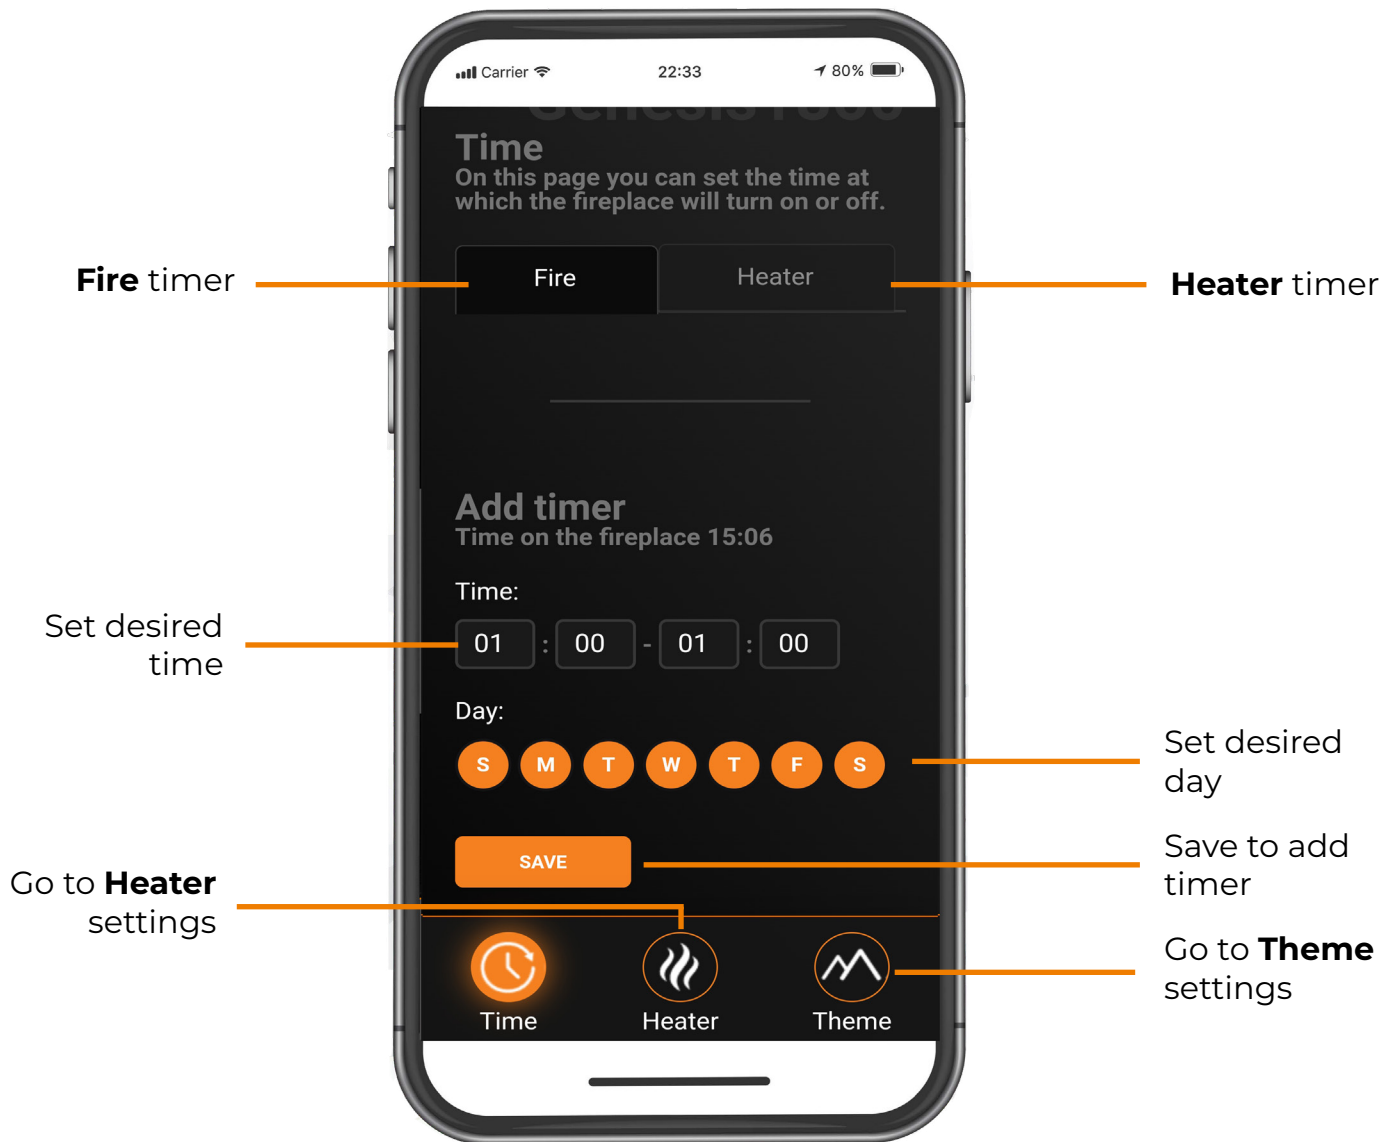 Carrier 22:33 80%
Time
On this page you can set the time at
which the fireplace will turn on or off.
Fire Heater
Fire timer
Heater timer
Add timer
Time on the fireplace 15:06
Time:
01 : 00 - 01 : 00
Set desired
time
Day:
S M T W T F S
Set desired
day
SAVE
Save to add
timer
Go to Heater
settings
Go to Theme
settings
Time Heater Theme